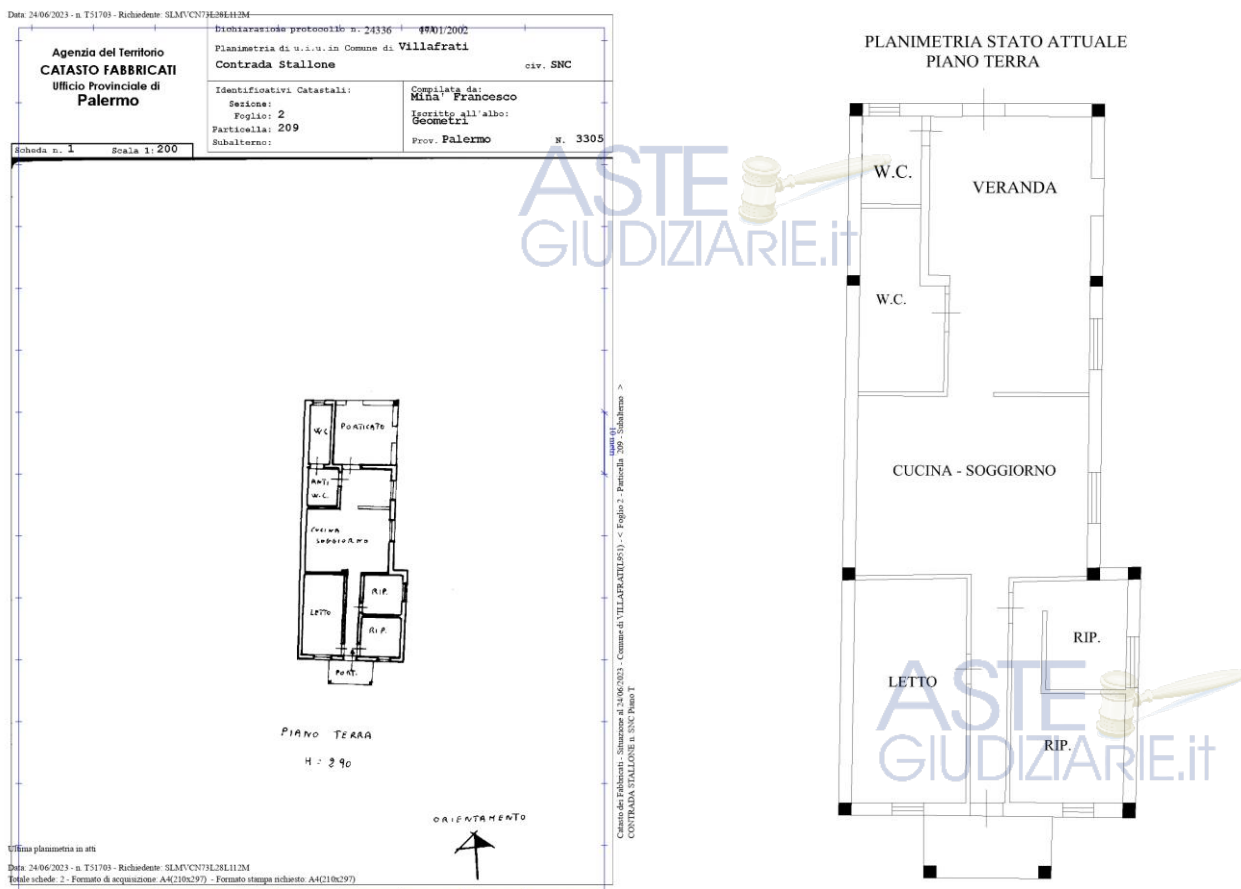 Data: 24/06/2023 - n. T51703 - Richiedente: SLMVCN73L28L112M
Agenzia del Territorio
CATASTO FABBRICATI
Ufficio Provinciale di
Palermo
Dichiarazione protocollo n. 24336 /01/2002
Planimetria di u.i.u.in Comune di Villafrati
Contrada Stallone civ. SNC
Identificativi Catastali:
Sezione:
Foglio: 2
Particella: 209
Subalterno:
Compilata da:
Mina' Francesco
Iscritto all'albo:
Geometri
Prov. Palermo N. 3305
Scheda n. 1 Scala 1: 200
W.C.
PORTICATO
ANTI
W.C.
CUCINA
SOGGIORNO
RIP.
LETTO
RIP.
PORT.
PIANO TERRA
H = 290
ORIENTAMENTO
Ultima planimetria in atti
Data: 24/06/2023 - n. T51703 - Richiedente: SLMVCN73L28L112M
Totale schede: 2 - Formato di acquisizione: A4(210x297) - Formato stampa richiesto: A4(210x297)
10 metri
Catasto dei Fabbricati - Situazione al 24/06/2023 - Comune di VILLAFRATI(L951) - < Foglio 2 - Particella 209 - Subalterno >
CONTRADA STALLONE n. SNC Piano T
PLANIMETRIA STATO ATTUALE
PIANO TERRA
W.C.
VERANDA
W.C.
CUCINA - SOGGIORNO
RIP.
LETTO
RIP.
ASTE
GIUDIZIARIE.it
ASTE
GIUDIZIARIE.it